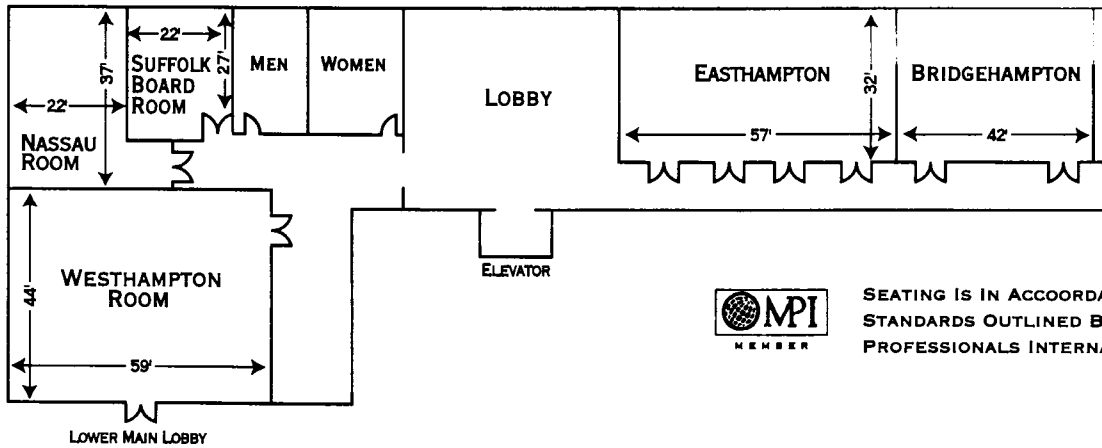 22'
SUFFOLK
BOARD
ROOM
27'
MEN
WOMEN
LOBBY
EASTHAMPTON
32'
BRIDGEHAMPTON
37'
22'
NASSAU
ROOM
57'
42'
WESTHAMPTON
ROOM
44'
59'
ELEVATOR
LOWER MAIN LOBBY
MPI
MEMBER
SEATING IS IN ACCOORDA
STANDARDS OUTLINED B
PROFESSIONALS INTERNA